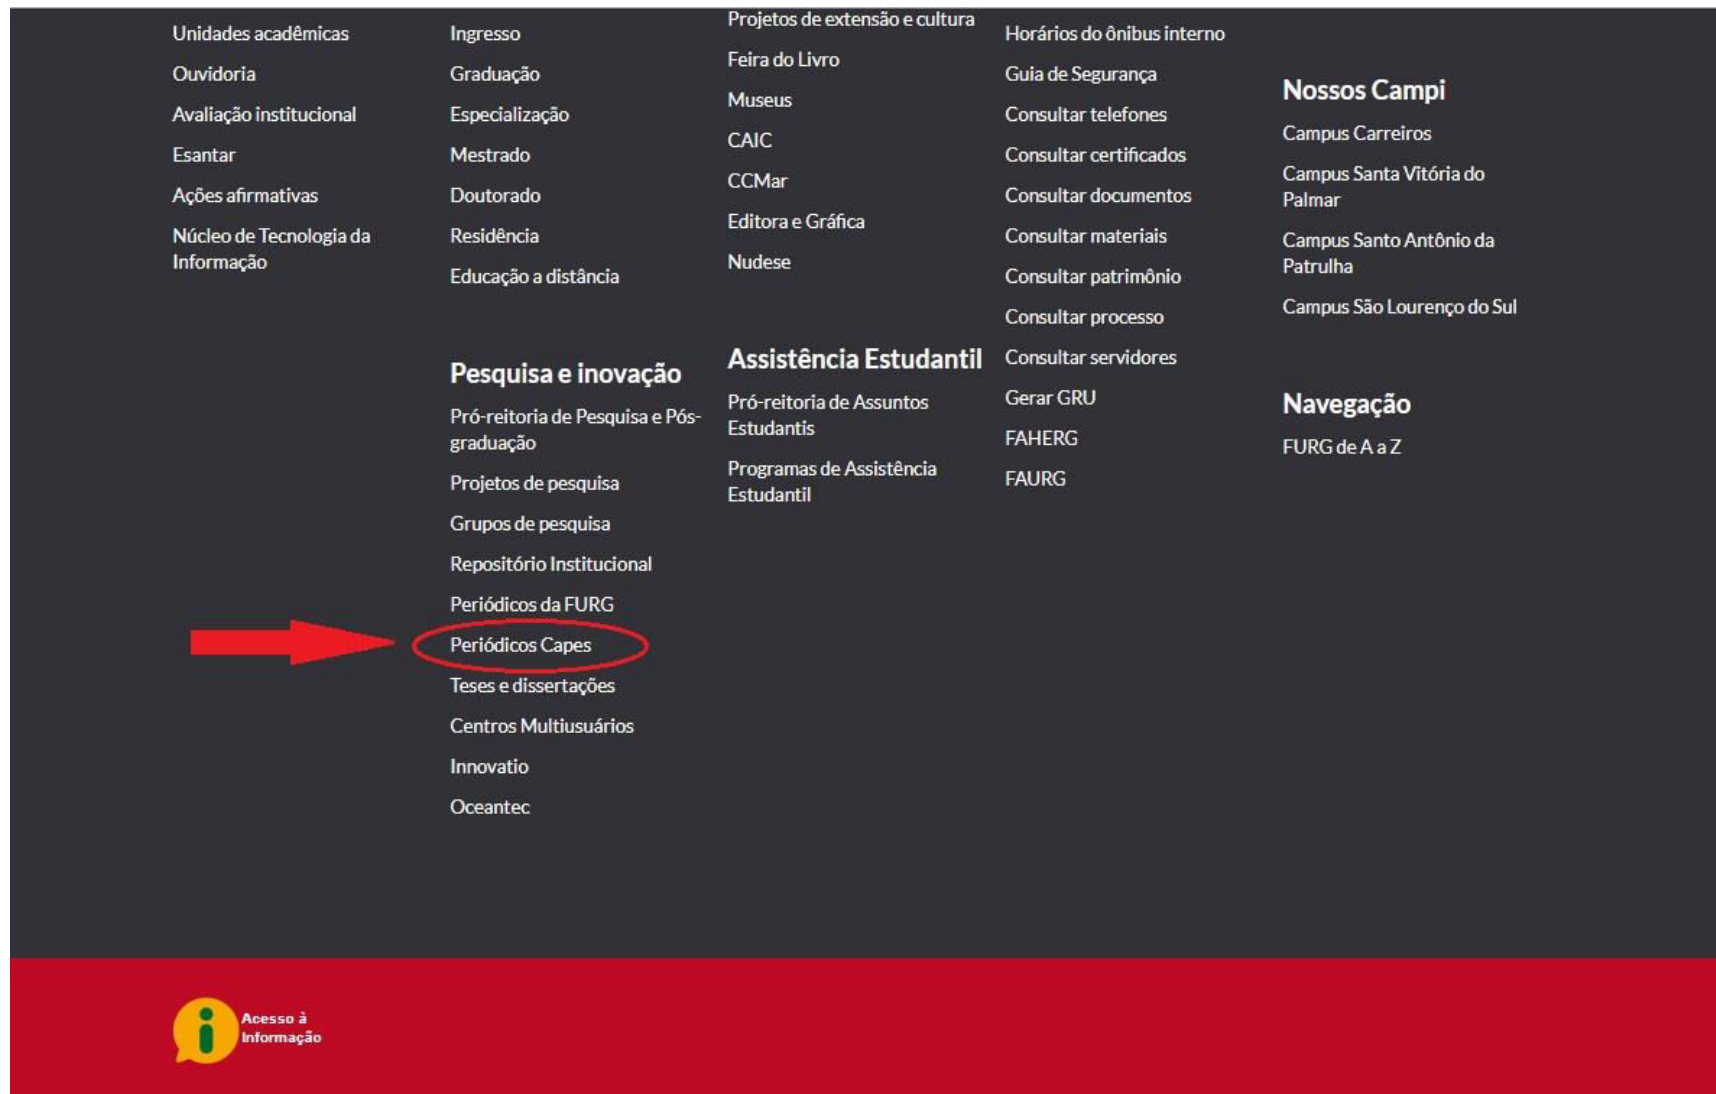 Unidades acadêmicas
Ouvidoria
Avaliação institucional
Esantar
Ações afirmativas
Núcleo de Tecnologia da
Informação
Ingresso
Graduação
Especialização
Mestrado
Doutorado
Residência
Educação a distância
Pesquisa e inovação
Pró-reitoria de Pesquisa e Pós-
graduação
Projetos de pesquisa
Grupos de pesquisa
Repositório Institucional
Periódicos da FURG
Periódicos Capes
Teses e dissertações
Centros Multiusuários
Innovatio
Oceantec
Projetos de extensão e cultura
Feira do Livro
Museus
CAIC
CCMar
Editora e Gráfica
Nudese
Assistência Estudantil
Pró-reitoria de Assuntos
Estudantis
Programas de Assistência
Estudantil
Horários do ônibus interno
Guia de Segurança
Consultar telefones
Consultar certificados
Consultar documentos
Consultar materiais
Consultar patrimônio
Consultar processo
Consultar servidores
Gerar GRU
FAHERG
FAURG
Nossos Campi
Campus Carreiros
Campus Santa Vitória do
Palmar
Campus Santo Antônio da
Patrulha
Campus São Lourenço do Sul
Navegação
FURG de A a Z
Acesso à
Informação